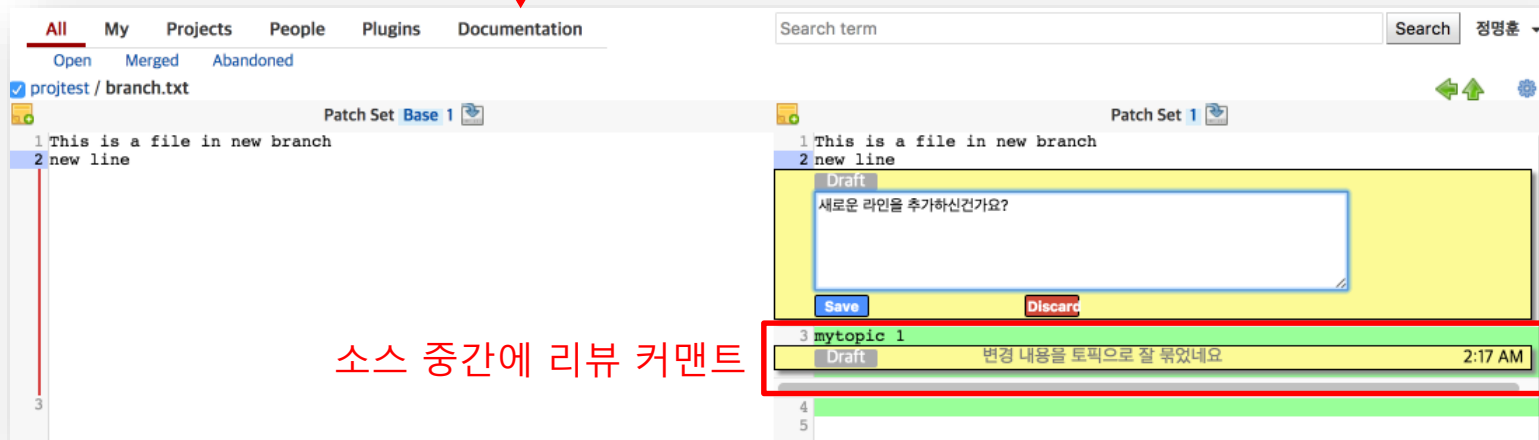 All My Projects People Plugins Documentation Search term Search 정명훈
Open Merged Abandoned
projtest / branch.txt
Patch Set Base 1
1 This is a file in new branch
2 new line
3
Patch Set 1
1 This is a file in new branch
2 new line
Draft
새로운 라인을 추가하신건가요?
Save Discard
3 mytopic 1
Draft 변경 내용을 토픽으로 잘 묶었네요 2:17 AM
4
5
소스 중간에 리뷰 커맨트